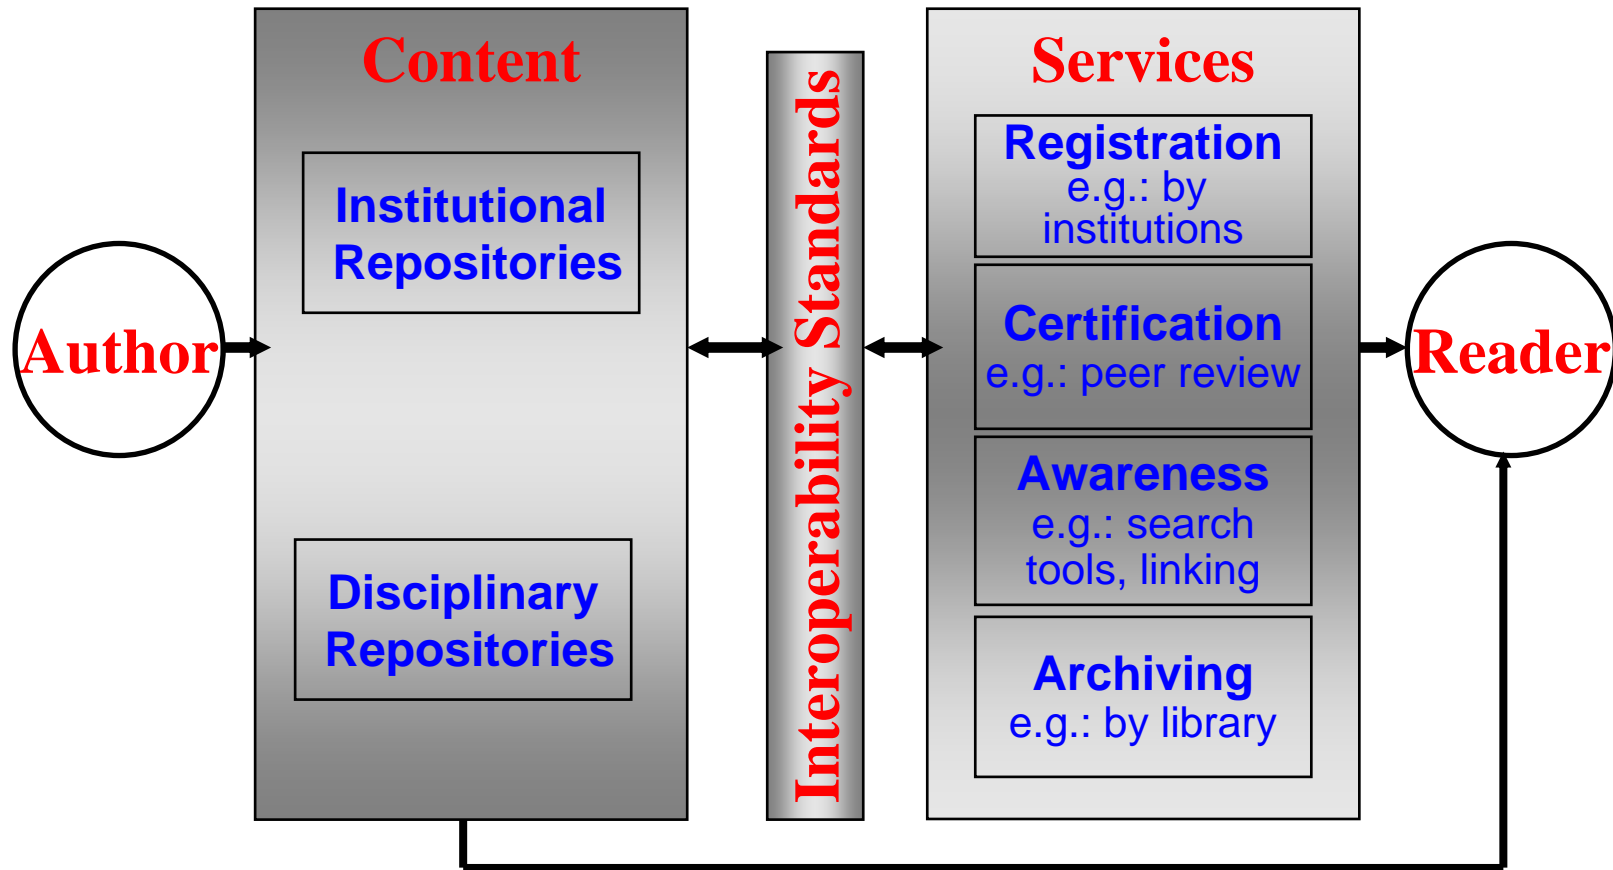 Author
Content
Institutional
Repositories
Disciplinary
Repositories
Interoperability Standards
Services
Registration
e.g.: by
institutions
Certification
e.g.: peer review
Awareness
e.g.: search
tools, linking
Archiving
e.g.: by library
Reader